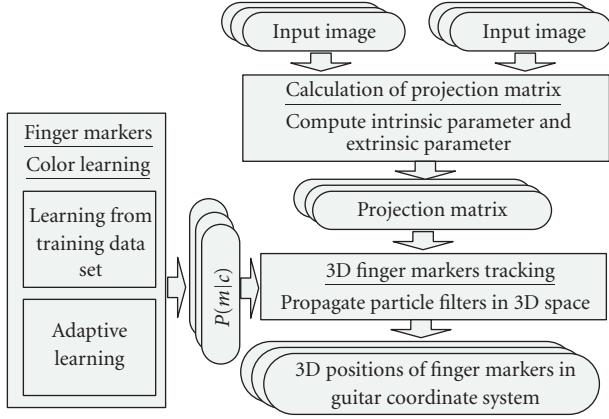 Input image
Input image
Calculation of projection matrix
Compute intrinsic parameter and
extrinsic parameter
Finger markers
Color learning
Learning from
training data
set
Adaptive
learning
P(m|c)
Projection matrix
3D finger markers tracking
Propagate particle filters in 3D space
3D positions of finger markers in
guitar coordinate system